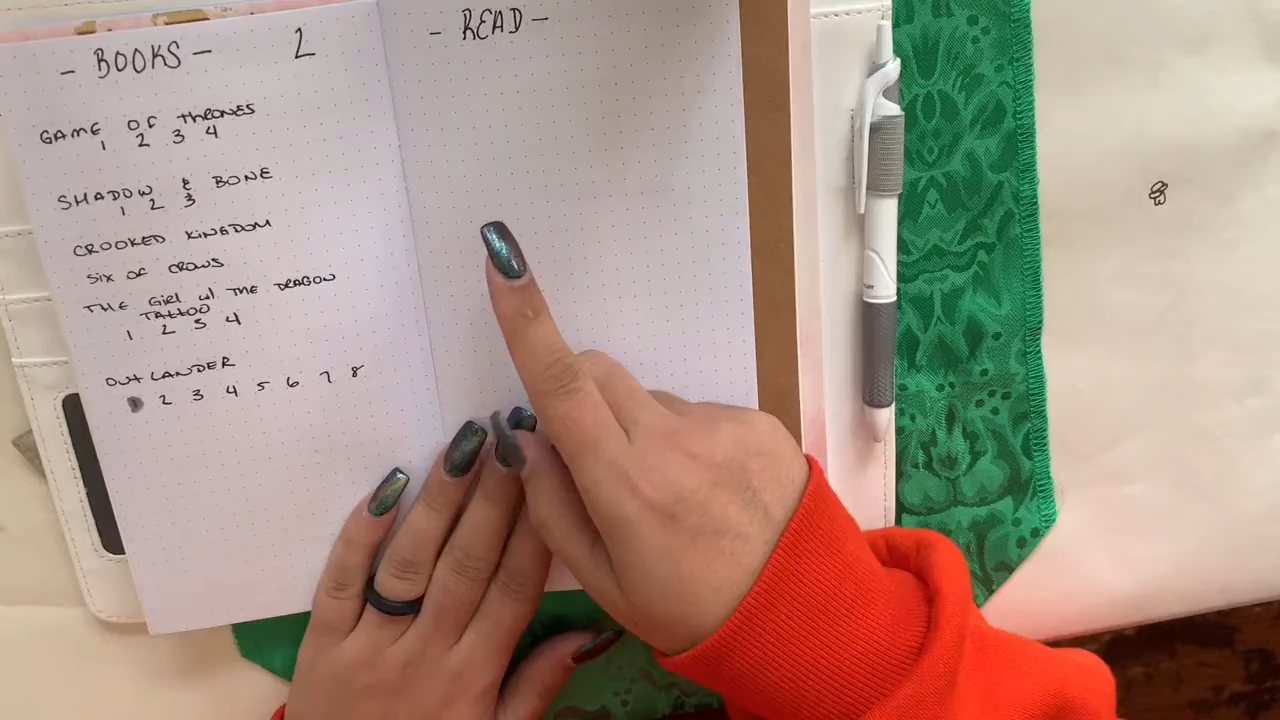 - BOOKS - 2
GAME OF THRONES
1 2 3 4
SHADOW & BONE
1 2 3
CROOKED KINGDOM
SIX OF CROWS
THE GIRL W/ THE DRAGON
TATTOO
1 2 3 4
OUTLANDER
2 3 4 5 6 7 8
- READ -